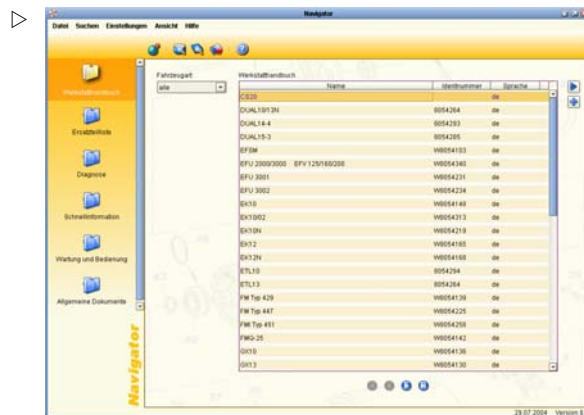 Navigator
Datei Suchen Einstellungen Ansicht Hilfe
Werkstatthandbuch
Ersatzteilliste
Diagnose
Schnellinformation
Wartung und Bedienung
Allgemeine Dokumente
Navigator
Fahrzeugart
alle
Werkstatthandbuch
Name Identnummer Sprache
CS20 de
DUAL10/13N 8054264 de
DUAL14-4 8054283 de
DUAL15-3 8054285 de
EFSM W8054103 de
EFU 2000/3000 EFV 125/160/200 W8054340 de
EFU 3001 W8054231 de
EFU 3002 W8054234 de
EK10 W8054149 de
EK10/02 W8054313 de
EK10N W8054219 de
EK12 W8054165 de
EK12N W8054168 de
ETL10 8054294 de
ETL13 8054264 de
FM Typ 429 W8054139 de
FM Typ 447 W8054225 de
FMI Typ 451 W8054258 de
FMG-25 W8054142 de
GX10 W8054136 de
GX13 W8054130 de
29.07.2004 Version